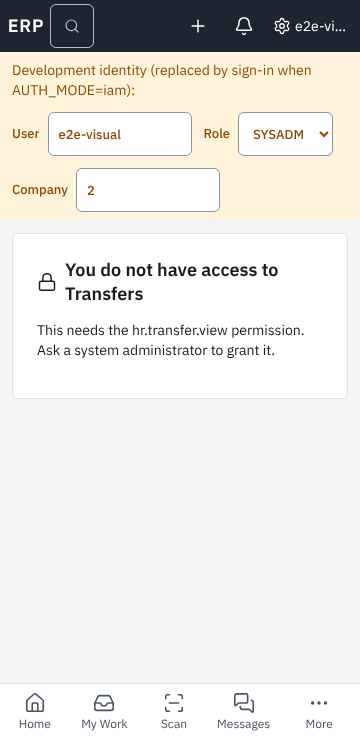 ERP
e2e-vi...
Development identity (replaced by sign-in when
AUTH_MODE=iam):
User e2e-visual Role SYSADM
Company 2
You do not have access to
Transfers
This needs the hr.transfer.view permission.
Ask a system administrator to grant it.
Home My Work Scan Messages More